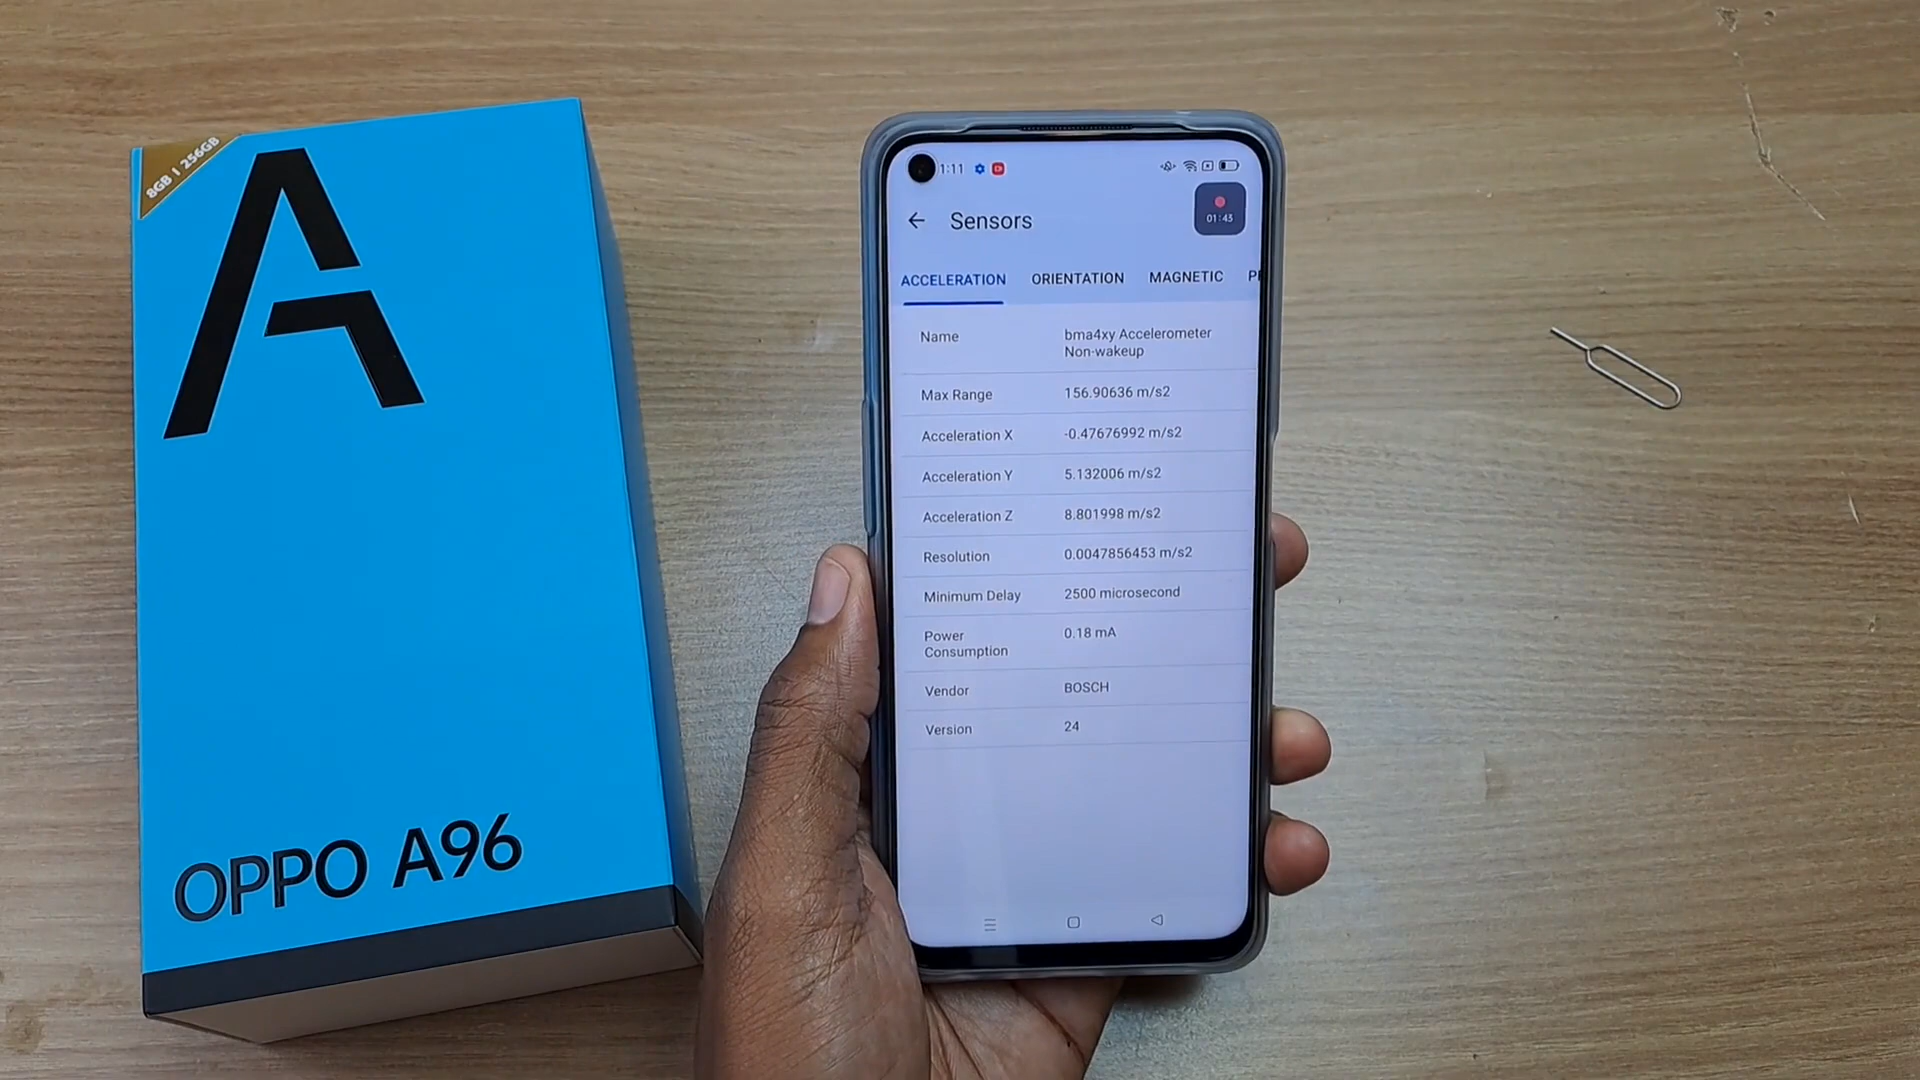 8GB | 256GB
OPPO A96
1:11
01:43
Sensors
ACCELERATION ORIENTATION MAGNETIC
Name bma4xy Accelerometer
Non-wakeup
Max Range 156.90636 m/s2
Acceleration X -0.47676992 m/s2
Acceleration Y 5.132006 m/s2
Acceleration Z 8.801998 m/s2
Resolution 0.0047856453 m/s2
Minimum Delay 2500 microsecond
Power 0.18 mA
Consumption
Vendor BOSCH
Version 24